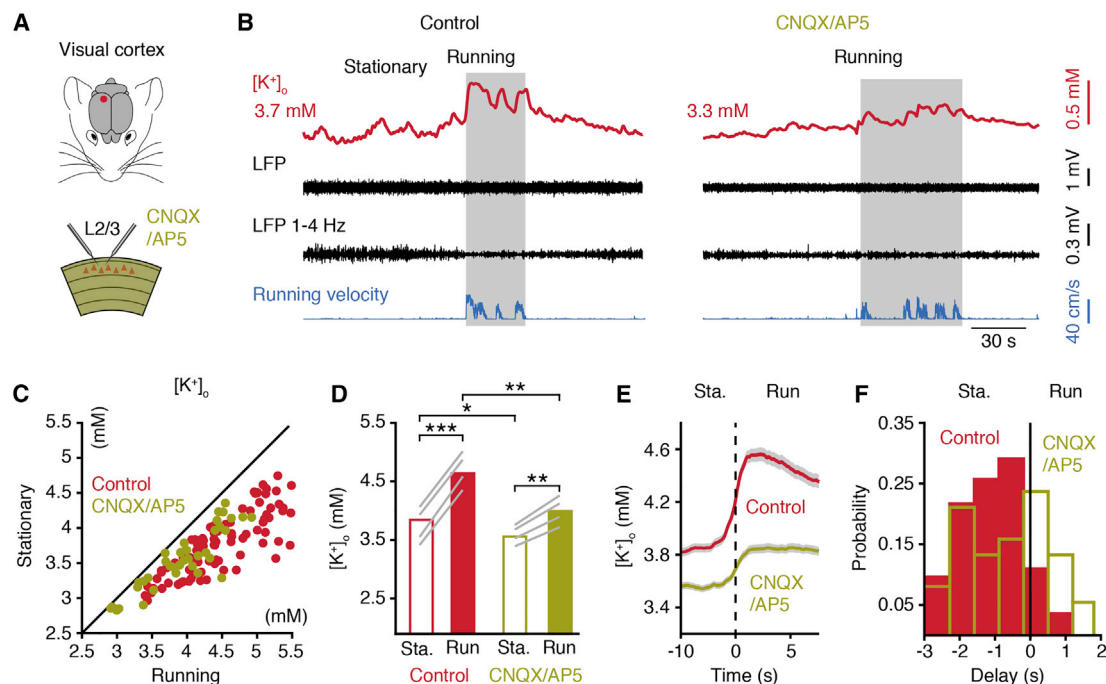 A
Visual cortex
L2/3
CNQX
/AP5
B
Control
CNQX/AP5
Stationary
Running
Running
[K+]o
3.7 mM
3.3 mM
0.5 mM
LFP
1 mV
LFP 1-4 Hz
0.3 mV
Running velocity
40 cm/s
30 s
C
[K+]o
(mM)
5.5
5
4.5
4
3.5
3
2.5
Stationary
Control
CNQX/AP5
(mM)
2.5 3 3.5 4 4.5 5 5.5
Running
D
**
*
***
**
5.5
4.5
3.5
2.5
[K+]o (mM)
Sta. Run Sta. Run
Control CNQX/AP5
E
Sta. Run
4.6
4.2
3.8
3.4
[K+]o (mM)
Control
CNQX
/AP5
-10 -5 0 5
Time (s)
F
Sta. Run
0.35
0.25
0.15
0.05
Probability
Control
CNQX
/AP5
-3 -2 -1 0 1 2
Delay (s)